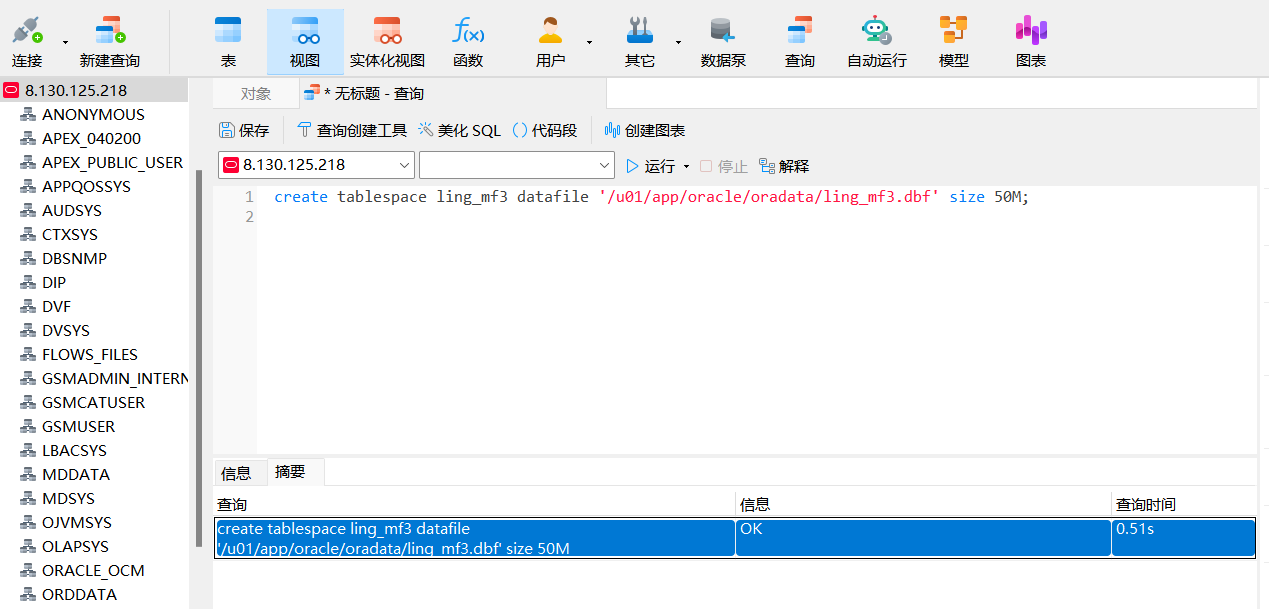 连接
新建查询
表
视图
实体化视图
函数
用户
其它
数据泵
查询
自动运行
模型
图表
8.130.125.218
ANONYMOUS
APEX_040200
APEX_PUBLIC_USER
APPQOSSYS
AUDSYS
CTXSYS
DBSNMP
DIP
DVF
DVSYS
FLOWS_FILES
GSMADMIN_INTERN
GSMCATUSER
GSMUSER
LBACSYS
MDDATA
MDSYS
OJVMSYS
OLAPSYS
ORACLE_OCM
ORDDATA
对象
* 无标题 - 查询
保存
查询创建工具
美化 SQL
() 代码段
创建图表
8.130.125.218
运行
停止
解释
1 create tablespace ling_mf3 datafile '/u01/app/oracle/oradata/ling_mf3.dbf' size 50M;
2
信息
摘要
查询 信息 查询时间
create tablespace ling_mf3 datafile OK 0.51s
'/u01/app/oracle/oradata/ling_mf3.dbf' size 50M